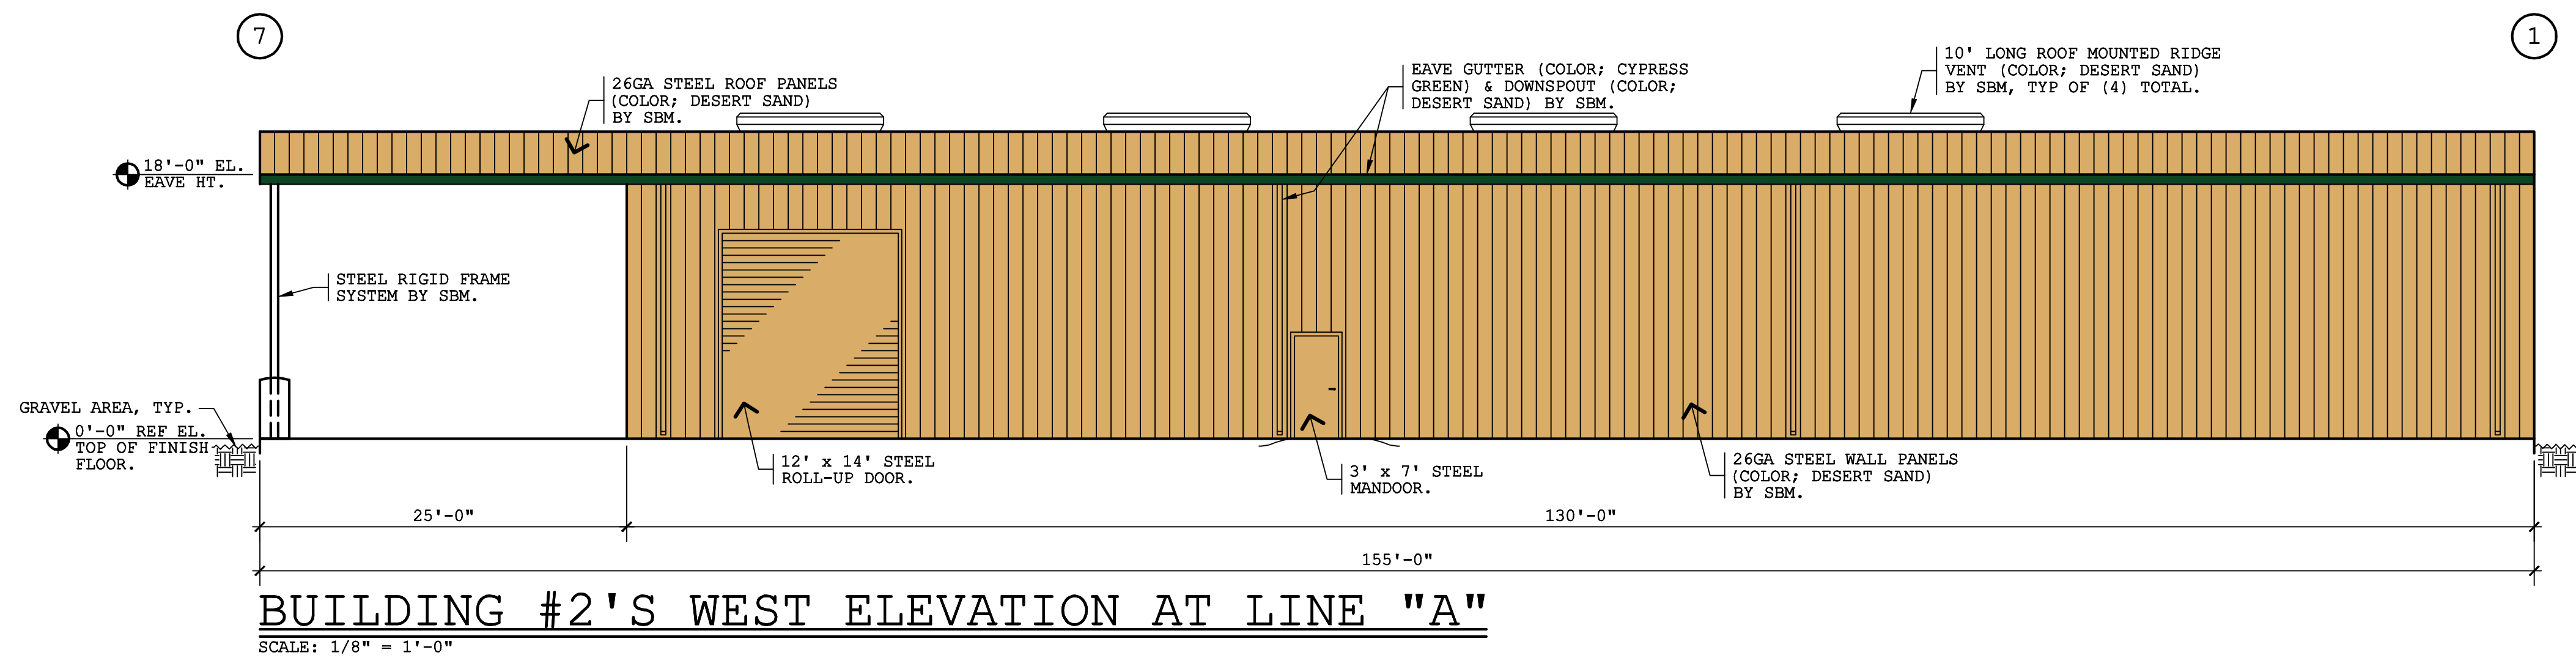 7
1
10' LONG ROOF MOUNTED RIDGE
VENT (COLOR; DESERT SAND)
BY SBM, TYP OF (4) TOTAL.
EAVE GUTTER (COLOR; CYPRESS
GREEN) & DOWNSPOUT (COLOR;
DESERT SAND) BY SBM.
26GA STEEL ROOF PANELS
(COLOR; DESERT SAND)
BY SBM.
18'-0" EL.
EAVE HT.
STEEL RIGID FRAME
SYSTEM BY SBM.
GRAVEL AREA, TYP.
0'-0" REF EL.
TOP OF FINISH
FLOOR.
12' x 14' STEEL
ROLL-UP DOOR.
3' x 7' STEEL
MANDOOR.
26GA STEEL WALL PANELS
(COLOR; DESERT SAND)
BY SBM.
25'-0"
130'-0"
155'-0"
BUILDING #2'S WEST ELEVATION AT LINE "A"
SCALE: 1/8" = 1'-0"